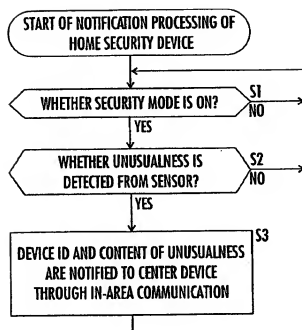 START OF NOTIFICATION PROCESSING OF
HOME SECURITY DEVICE
S1
WHETHER SECURITY MODE IS ON?
NO
YES
S2
WHETHER UNUSUALNESS IS
DETECTED FROM SENSOR?
NO
YES
S3
DEVICE ID AND CONTENT OF UNUSUALNESS
ARE NOTIFIED TO CENTER DEVICE
THROUGH IN-AREA COMMUNICATION